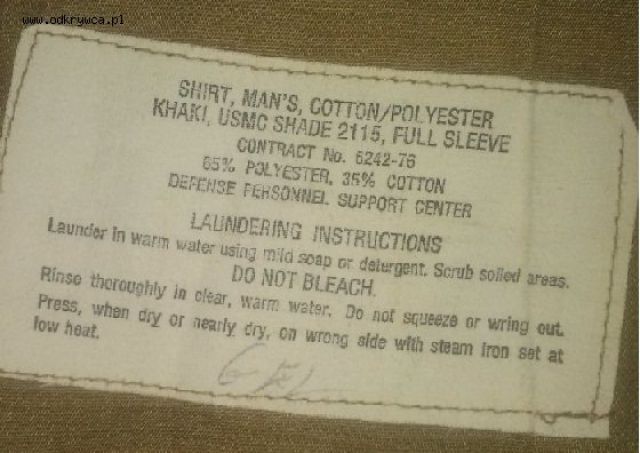 www.odkrywca.pl
SHIRT, MAN'S, COTTON/POLYESTER
KHAKI, USMC SHADE 2115, FULL SLEEVE
CONTRACT No. 6242-76
65% POLYESTER, 35% COTTON
DEFENSE PERSONNEL SUPPORT CENTER
LAUNDERING INSTRUCTIONS
Launder in warm water using mild soap or detergent. Scrub soiled areas.
DO NOT BLEACH.
Rinse thoroughly in clear, warm water. Do not squeeze or wring out.
Press, when dry or nearly dry, on wrong side with steam iron set at
low heat.